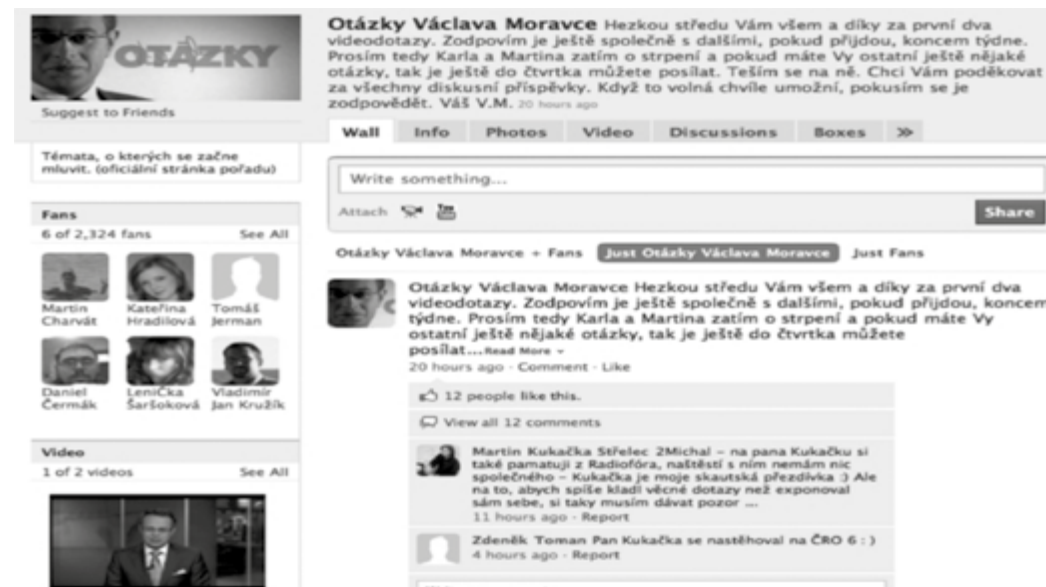 OTÁZKY
Suggest to Friends
Témata, o kterých se začne
mluvit. (oficiální stránka pořadu)
Fans
6 of 2,324 fans See All
Martin
Charvát
Kateřina
Hradilová
Tomáš
Jerman
Daniel
Čermák
LeniČka
Šaršoková
Vladimír
Jan Kružík
Video
1 of 2 videos See All
Otázky Václava Moravce Hezkou středu Vám všem a díky za první dva
videodotazy. Zodpovím je ještě společně s dalšími, pokud přijdou, koncem týdne.
Prosím tedy Karla a Martina zatím o strpení a pokud máte Vy ostatní ještě nějaké
otázky, tak je ještě do čtvrtka můžete posílat. Teším se na ně. Chci Vám poděkovat
za všechny diskusní příspěvky. Když to volná chvíle umožní, pokusím se je
zodpovědět. Váš V.M. 20 hours ago
Wall Info Photos Video Discussions Boxes »
Write something...
Attach
Share
Otázky Václava Moravce + Fans Just Otázky Václava Moravce Just Fans
Otázky Václava Moravce Hezkou středu Vám všem a díky za první dva
videodotazy. Zodpovím je ještě společně s dalšími, pokud přijdou, koncem
týdne. Prosím tedy Karla a Martina zatím o strpení a pokud máte Vy
ostatní ještě nějaké otázky, tak je ještě do čtvrtka můžete
posílat...Read More
20 hours ago · Comment · Like
12 people like this.
View all 12 comments
Martin Kukačka Střelec 2Michal – na pana Kukačku si
také pamatuji z Radiofóra, naštěstí s ním nemám nic
společného – Kukačka je moje skautská přezdívka :) Ale
na to, abych spíše kladl věcné dotazy než exponoval
sám sebe, si taky musím dávat pozor ....
11 hours ago · Report
Zdeněk Toman Pan Kukačka se nastěhoval na ČRO 6 : )
4 hours ago · Report